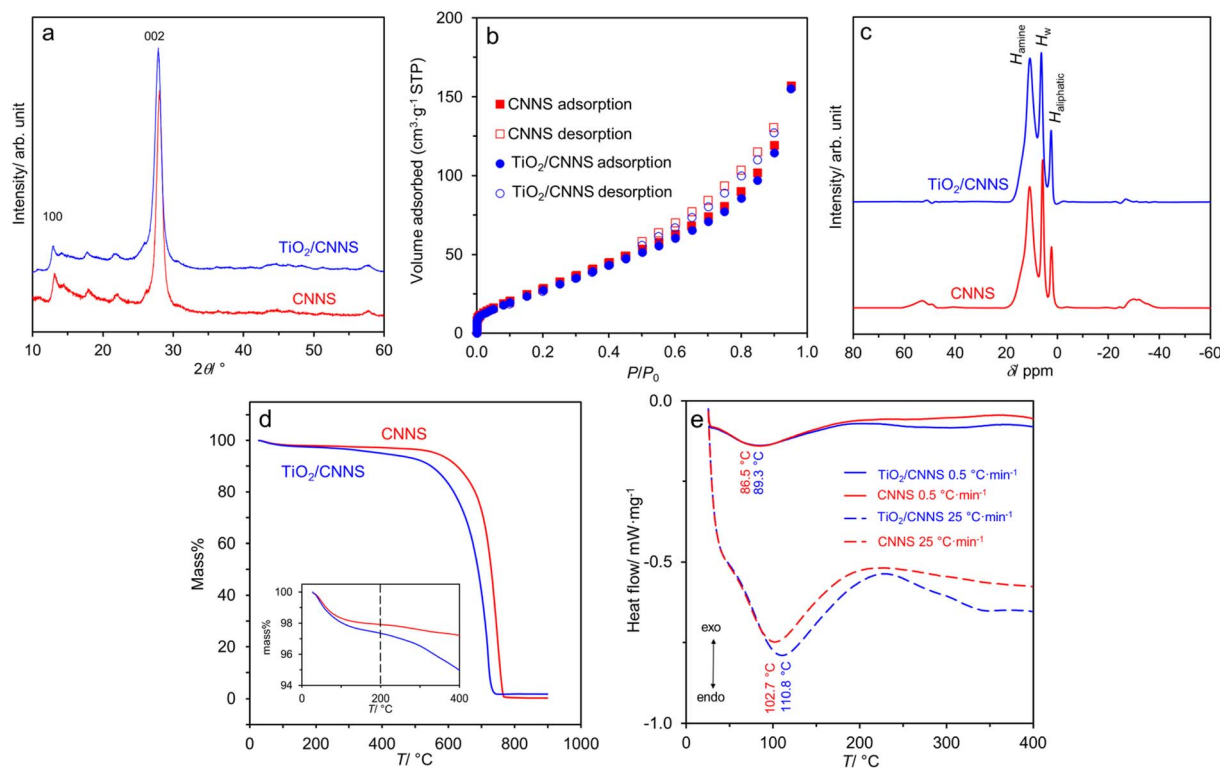 a
002
100
TiO₂/CNNS
CNNS
Intensity/ arb. unit
10 20 30 40 50 60
2θ/ °
b
200
150
100
50
0
CNNS adsorption
CNNS desorption
TiO₂/CNNS adsorption
TiO₂/CNNS desorption
Volume adsorbed (cm³·g⁻¹ STP)
0.0 0.2 0.4 0.6 0.8 1.0
P/P₀
c
H_amine
H_w
H_aliphatic
TiO₂/CNNS
CNNS
Intensity/ arb. unit
80 60 40 20 0 -20 -40 -60
δ/ ppm
d
CNNS
TiO₂/CNNS
100
80
60
40
20
0
Mass%
100
98
96
94
mass%
0 200 400
T/ °C
0 200 400 600 800 1000
T/ °C
e
0.0
-0.5
-1.0
Heat flow/ mW·mg⁻¹
86.5 °C
89.3 °C
TiO₂/CNNS 0.5 °C·min⁻¹
CNNS 0.5 °C·min⁻¹
TiO₂/CNNS 25 °C·min⁻¹
CNNS 25 °C·min⁻¹
exo
endo
102.7 °C
110.8 °C
0 100 200 300 400
T/ °C